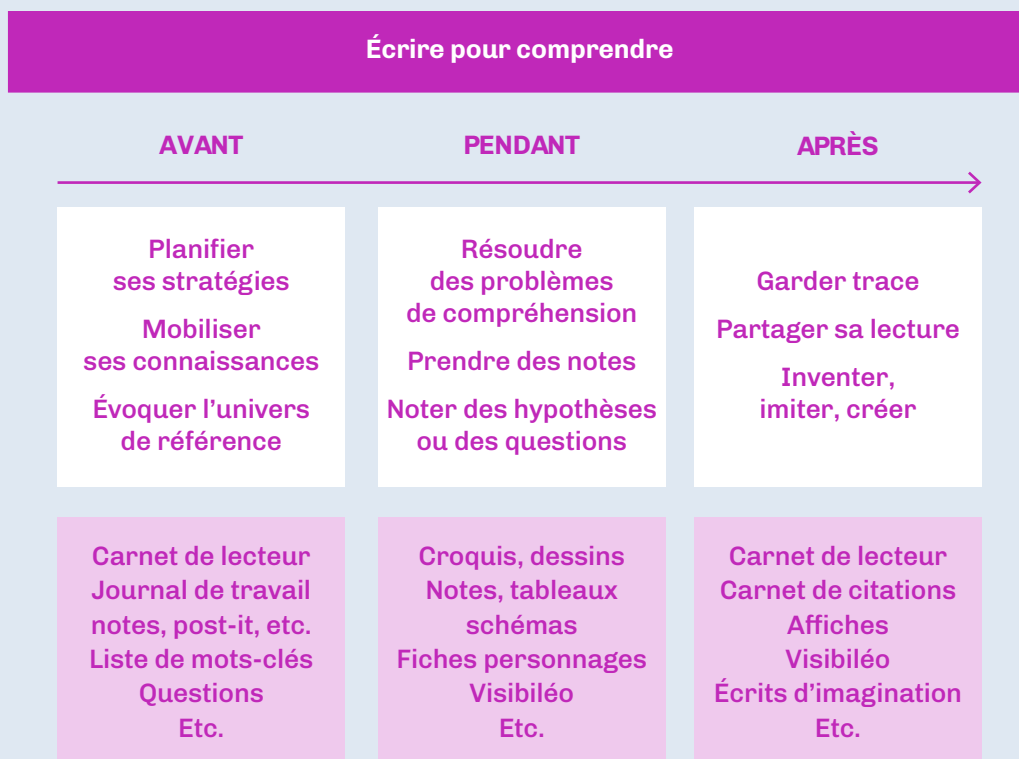 Écrire pour comprendre
AVANT
PENDANT
APRÈS
Planifier
ses stratégies
Mobiliser
ses connaissances
Évoquer l'univers
de référence
Résoudre
des problèmes
de compréhension
Prendre des notes
Noter des hypothèses
ou des questions
Garder trace
Partager sa lecture
Inventer,
imiter, créer
Carnet de lecteur
Journal de travail
notes, post-it, etc.
Liste de mots-clés
Questions
Etc.
Croquis, dessins
Notes, tableaux
schémas
Fiches personnages
Visibiléo
Etc.
Carnet de lecteur
Carnet de citations
Affiches
Visibiléo
Écrits d'imagination
Etc.